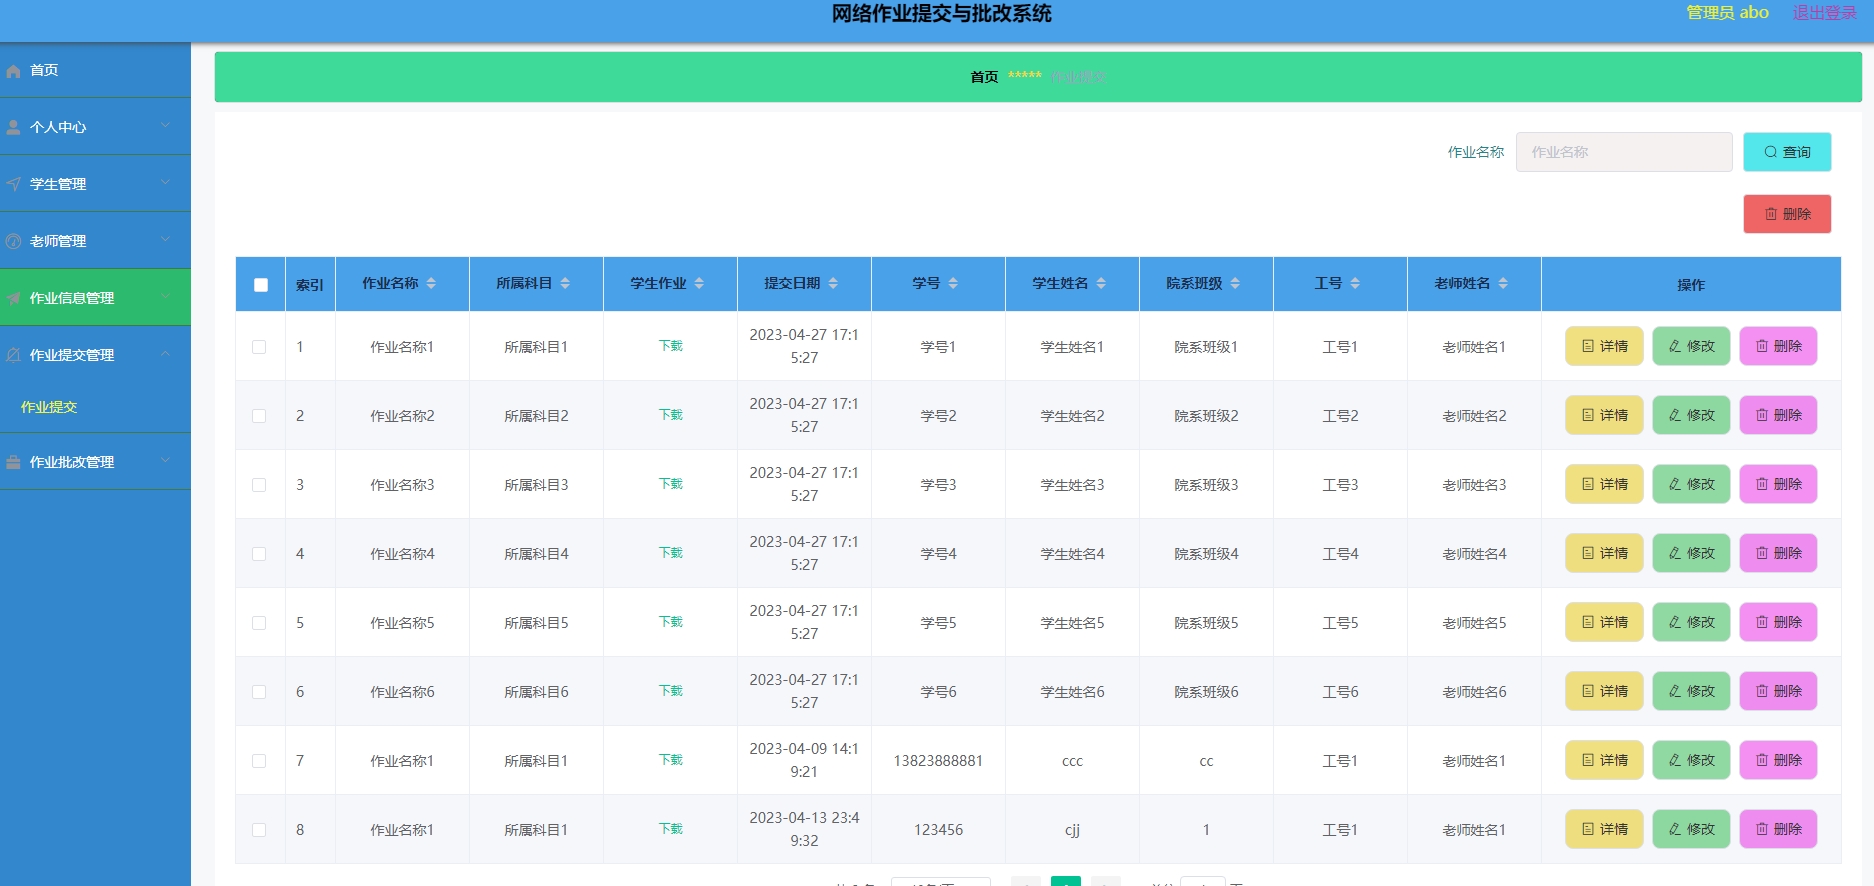 网络作业提交与批改系统
管理员 abo 退出登录
首页
个人中心
学生管理
老师管理
作业信息管理
作业提交管理
作业提交
作业批改管理
首页 ***** 作业提交
作业名称 作业名称 查询
删除
索引 作业名称 所属科目 学生作业 提交日期 学号 学生姓名 院系班级 工号 老师姓名 操作
1 作业名称1 所属科目1 下载 2023-04-27 17:15:27 学号1 学生姓名1 院系班级1 工号1 老师姓名1 详情 修改 删除
2 作业名称2 所属科目2 下载 2023-04-27 17:15:27 学号2 学生姓名2 院系班级2 工号2 老师姓名2 详情 修改 删除
3 作业名称3 所属科目3 下载 2023-04-27 17:15:27 学号3 学生姓名3 院系班级3 工号3 老师姓名3 详情 修改 删除
4 作业名称4 所属科目4 下载 2023-04-27 17:15:27 学号4 学生姓名4 院系班级4 工号4 老师姓名4 详情 修改 删除
5 作业名称5 所属科目5 下载 2023-04-27 17:15:27 学号5 学生姓名5 院系班级5 工号5 老师姓名5 详情 修改 删除
6 作业名称6 所属科目6 下载 2023-04-27 17:15:27 学号6 学生姓名6 院系班级6 工号6 老师姓名6 详情 修改 删除
7 作业名称1 所属科目1 下载 2023-04-09 14:19:21 13823888881 ccc cc 工号1 老师姓名1 详情 修改 删除
8 作业名称1 所属科目1 下载 2023-04-13 23:49:32 123456 cjj 1 工号1 老师姓名1 详情 修改 删除